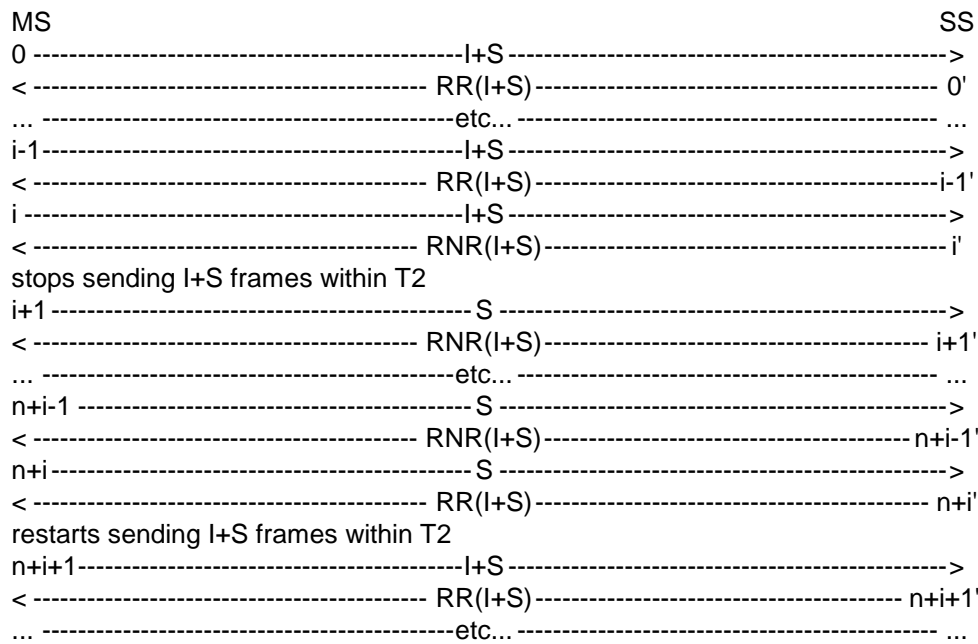 MS SS
0 ------------------------------------------------I+S-------------------------------------------------->
< -------------------------------------------- RR(I+S)--------------------------------------------- 0'
... ----------------------------------------------etc...----------------------------------------------- ...
i-1-----------------------------------------------I+S-------------------------------------------------->
< -------------------------------------------- RR(I+S)---------------------------------------------i-1'
i -------------------------------------------------I+S-------------------------------------------------->
< ------------------------------------------- RNR(I+S)--------------------------------------------- i'
stops sending I+S frames within T2
i+1----------------------------------------------- S -------------------------------------------------->
< ------------------------------------------- RNR(I+S)------------------------------------------- i+1'
... ----------------------------------------------etc...----------------------------------------------- ...
n+i-1 -------------------------------------------- S -------------------------------------------------->
< ------------------------------------------- RNR(I+S)-----------------------------------------n+i-1'
n+i----------------------------------------------- S -------------------------------------------------->
< -------------------------------------------- RR(I+S)-------------------------------------------- n+i'
restarts sending I+S frames within T2
n+i+1-------------------------------------------I+S-------------------------------------------------->
< -------------------------------------------- RR(I+S)----------------------------------------- n+i+1'
... ----------------------------------------------etc...----------------------------------------------- ...